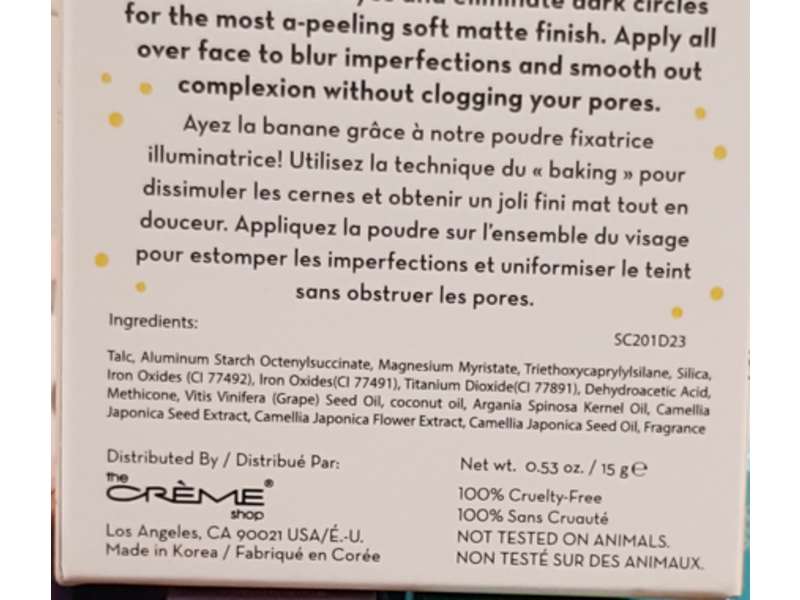 dark circles
for the most a-peeling soft matte finish. Apply all
over face to blur imperfections and smooth out
complexion without clogging your pores.
Ayez la banane grâce à notre poudre fixatrice
illuminatrice! Utilisez la technique du « baking » pour
dissimuler les cernes et obtenir un joli fini mat tout en
douceur. Appliquez la poudre sur l'ensemble du visage
pour estomper les imperfections et uniformiser le teint
sans obstruer les pores.
Ingredients:
SC201D23
Talc, Aluminum Starch Octenylsuccinate, Magnesium Myristate, Triethoxycaprylylsilane, Silica,
Iron Oxides (CI 77492), Iron Oxides(CI 77491), Titanium Dioxide(CI 77891), Dehydroacetic Acid,
Methicone, Vitis Vinifera (Grape) Seed Oil, coconut oil, Argania Spinosa Kernel Oil, Camellia
Japonica Seed Extract, Camellia Japonica Flower Extract, Camellia Japonica Seed Oil, Fragrance
Distributed By / Distribué Par:
the
CRÈME®
shop
Los Angeles, CA 90021 USA/É.-U.
Made in Korea / Fabriqué en Corée
Net wt. 0.53 oz. / 15 g℮
100% Cruelty-Free
100% Sans Cruauté
NOT TESTED ON ANIMALS.
NON TESTÉ SUR DES ANIMAUX.